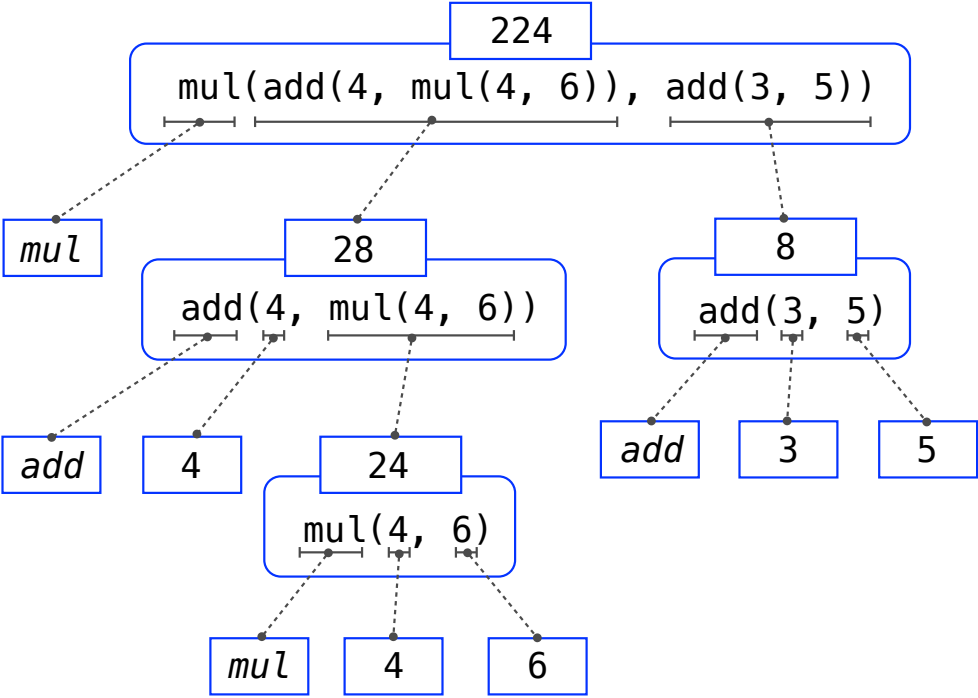 224
mul(add(4, mul(4, 6)), add(3, 5))
mul
28
8
add(4, mul(4, 6))
add(3, 5)
add
4
24
add
3
5
mul(4, 6)
mul
4
6